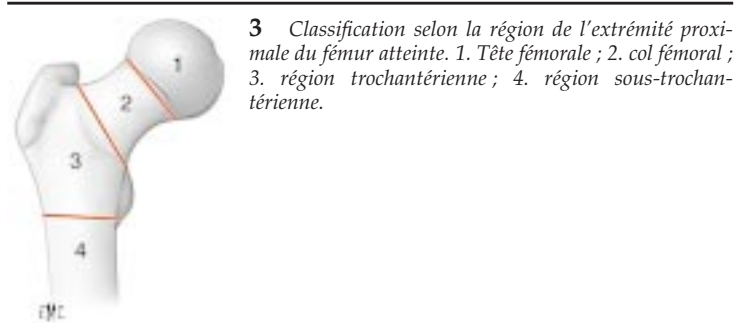 3 Classification selon la région de l'extrémité proxi-
male du fémur atteinte. 1. Tête fémorale ; 2. col fémoral ;
3. région trochantérienne ; 4. région sous-trochan-
térienne.
1
2
3
4
EMC